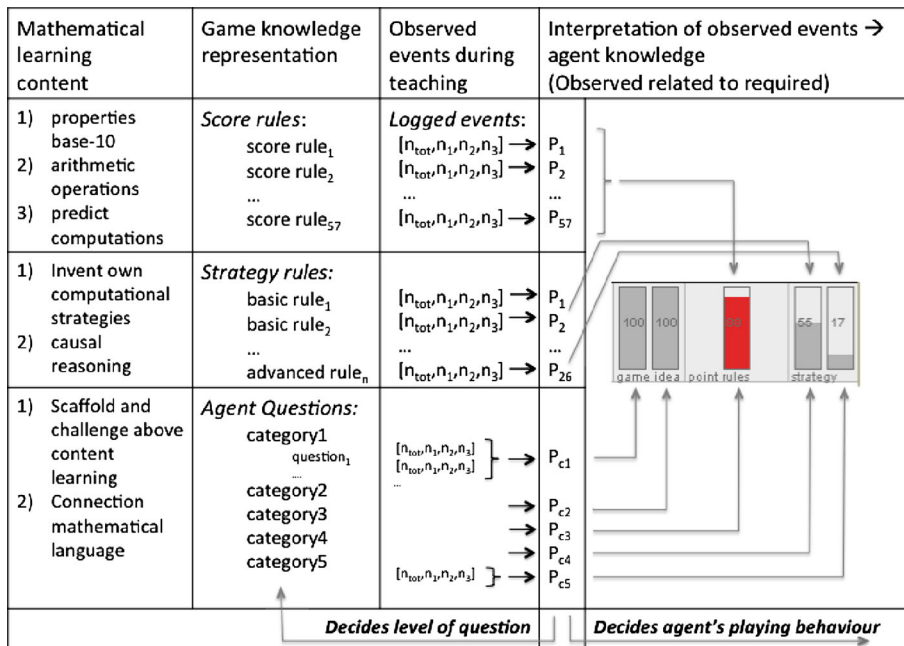 Mathematical
learning
content
Game knowledge
representation
Observed
events during
teaching
Interpretation of observed events →
agent knowledge
(Observed related to required)
1) properties
base-10
2) arithmetic
operations
3) predict
computations
Score rules:
score rule1
score rule2
...
score rule57
Logged events:
[ntot,n1,n2,n3] →
[ntot,n1,n2,n3] →
...
[ntot,n1,n2,n3] →
P1
P2
...
P57
1) Invent own
computational
strategies
2) causal
reasoning
Strategy rules:
basic rule1
basic rule2
...
advanced rulen
[ntot,n1,n2,n3] →
[ntot,n1,n2,n3] →
...
[ntot,n1,n2,n3] →
P1
P2
...
P26
100 100 55 17
game idea point rules strategy
1) Scaffold and
challenge above
content
learning
2) Connection
mathematical
language
Agent Questions:
category1
question1
....
category2
category3
category4
category5
[ntot,n1,n2,n3]
[ntot,n1,n2,n3]
...
[ntot,n1,n2,n3]
Pc1
Pc2
Pc3
Pc4
Pc5
Decides level of question
Decides agent's playing behaviour